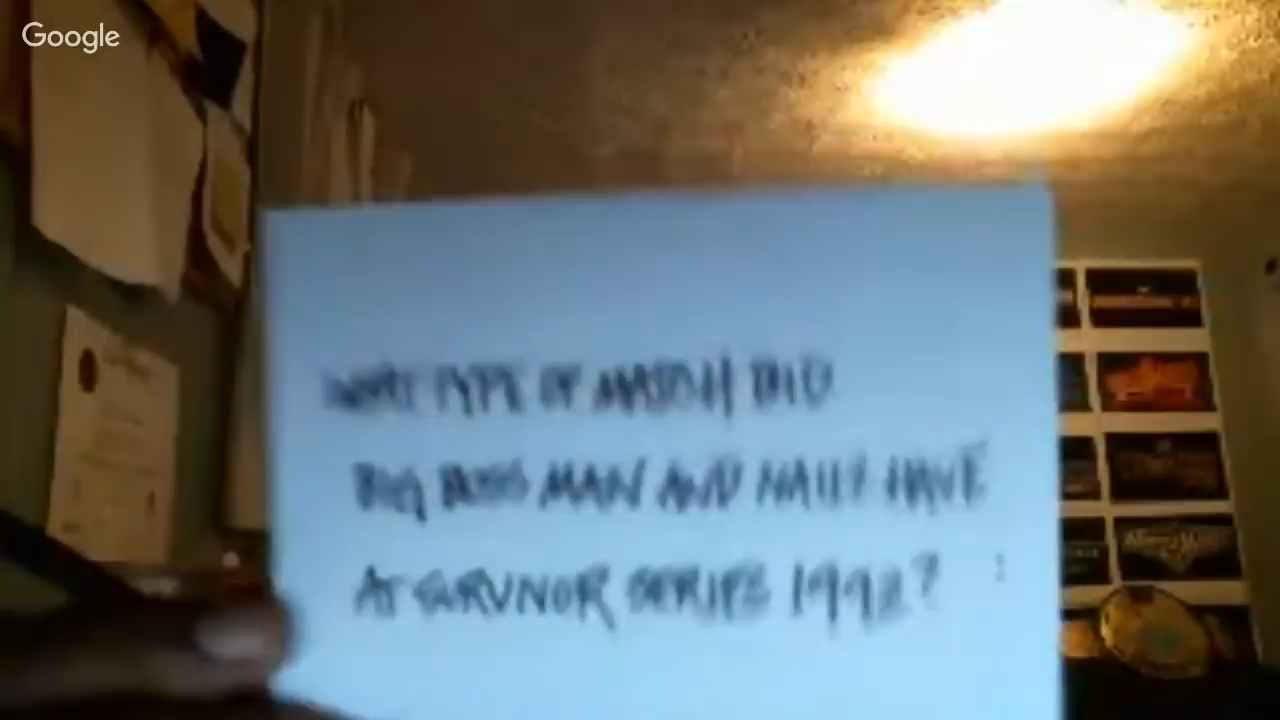 Google
WHAT TYPE OF MATCH DID
BIG BOSS MAN AND NAILZ HAVE
AT SURVIVOR SERIES 1992?